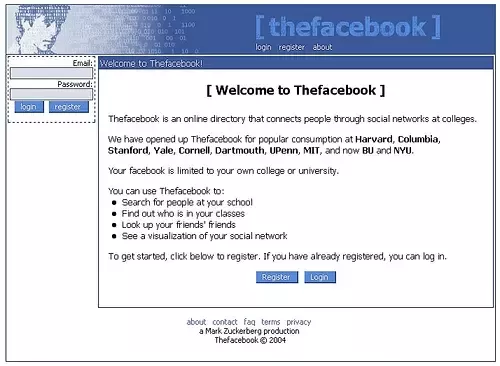 [ thefacebook ]
login register about
Email:
Password:
login register
Welcome to Thefacebook!
[ Welcome to Thefacebook ]
Thefacebook is an online directory that connects people through social networks at colleges.
We have opened up Thefacebook for popular consumption at Harvard, Columbia,
Stanford, Yale, Cornell, Dartmouth, UPenn, MIT, and now BU and NYU.
Your facebook is limited to your own college or university.
You can use Thefacebook to:
• Search for people at your school
• Find out who is in your classes
• Look up your friends' friends
• See a visualization of your social network
To get started, click below to register. If you have already registered, you can log in.
Register Login
about contact faq terms privacy
a Mark Zuckerberg production
Thefacebook © 2004